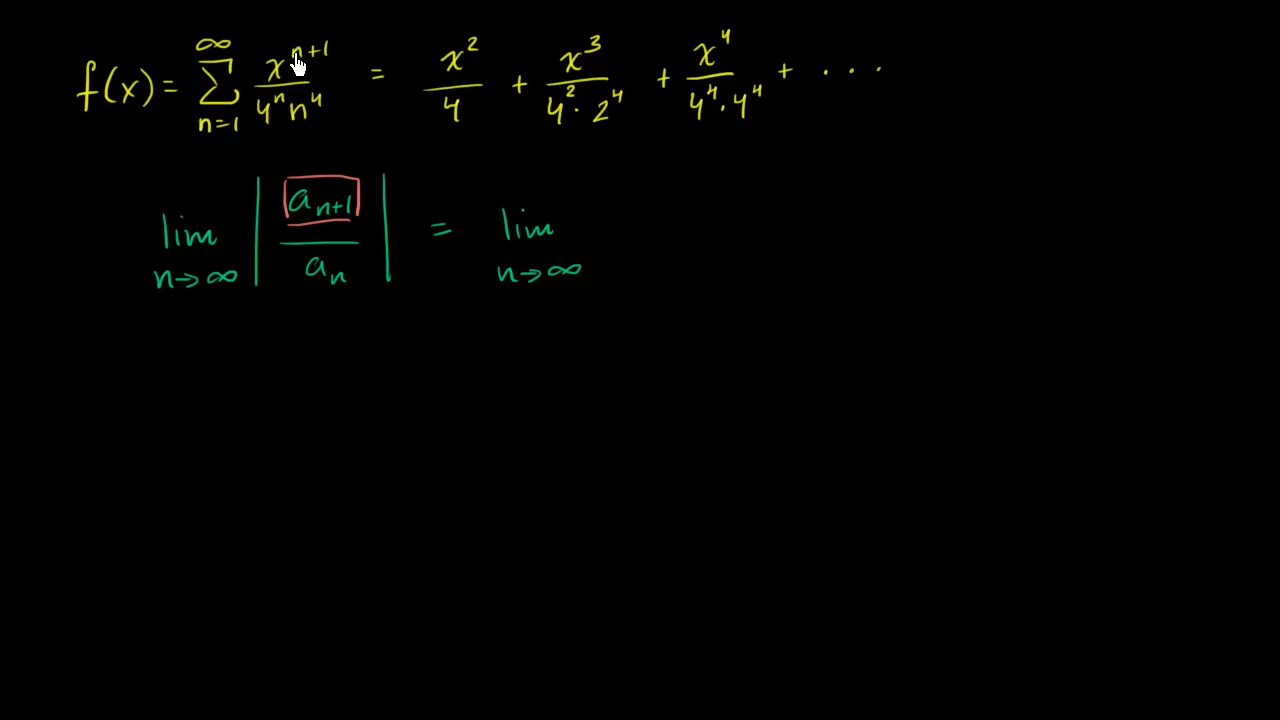 f(x) = ∑_{n=1}^{∞} x^{n+1}/(4^n n^4) = x^2/4 + x^3/(4^2 · 2^4) + x^4/(4^4 · 4^4) + · · ·
lim_{n→∞} | a_{n+1}/a_n | = lim_{n→∞}